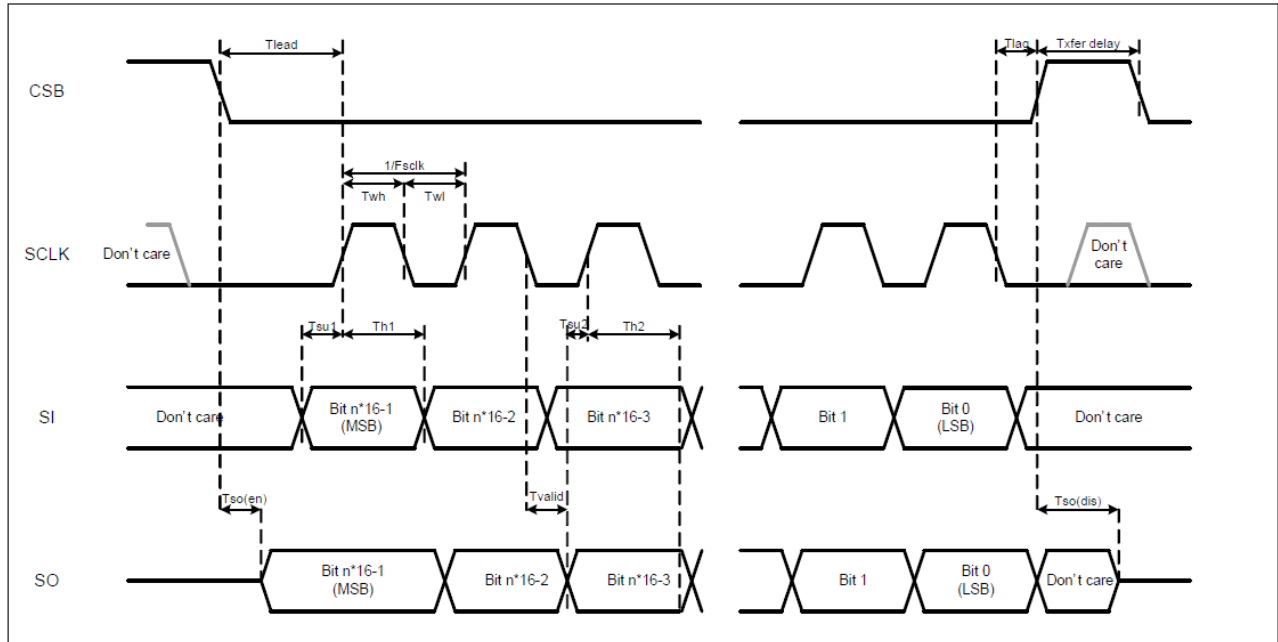 Tlead
Tlag
Txfer delay
CSB
1/Fsclk
Twh
Twl
SCLK
Don't care
Don't
care
Tsu1
Th1
Tsu2
Th2
SI
Don't care
Bit n*16-1
(MSB)
Bit n*16-2
Bit n*16-3
Bit 1
Bit 0
(LSB)
Don't care
Tso(en)
Tvalid
Tso(dis)
SO
Bit n*16-1
(MSB)
Bit n*16-2
Bit n*16-3
Bit 1
Bit 0
(LSB)
Don't care